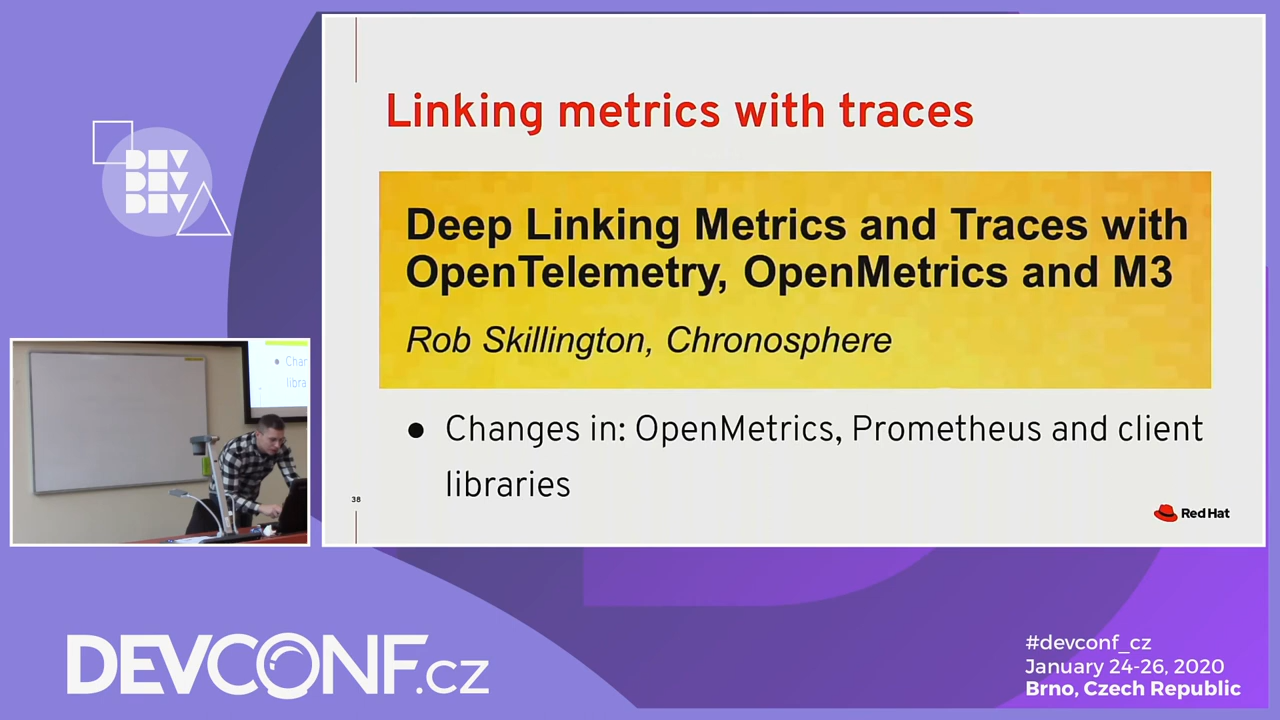 Linking metrics with traces
Deep Linking Metrics and Traces with
OpenTelemetry, OpenMetrics and M3
Rob Skillington, Chronosphere
● Changes in: OpenMetrics, Prometheus and client
libraries
38
Red Hat
DEV
DEV
DEV
● Char
libra
DEVCONF.cz
#devconf_cz
January 24-26, 2020
Brno, Czech Republic